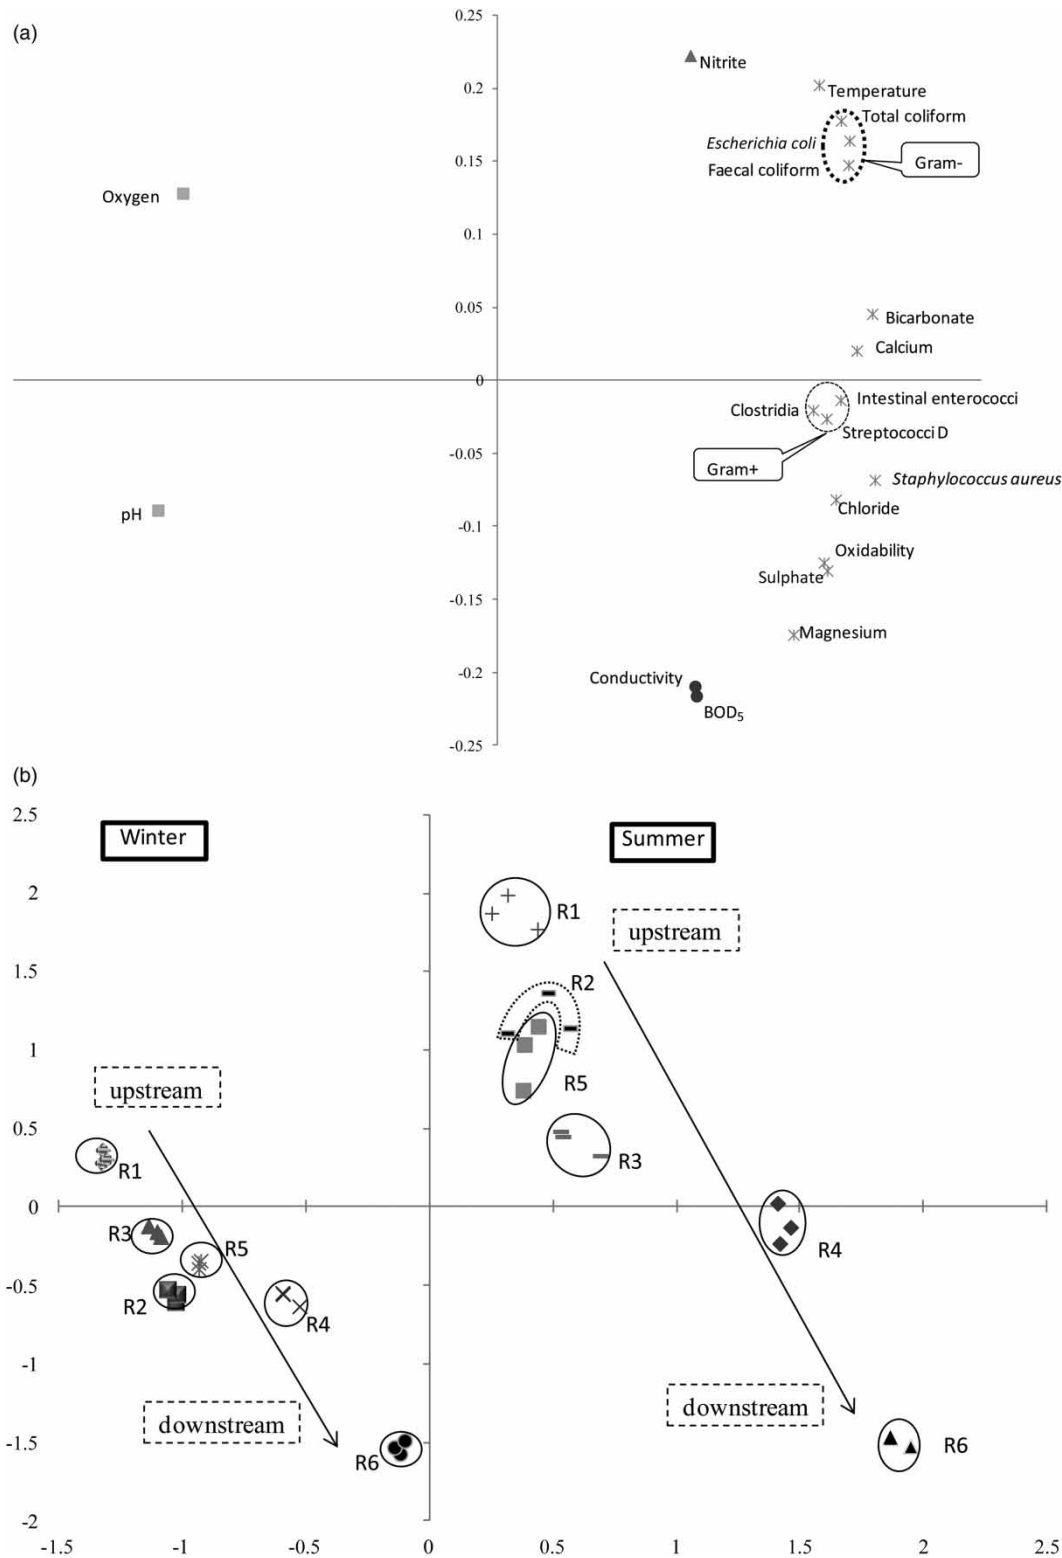 (a)
0.25
Nitrite
0.2
Temperature
Total coliform
Escherichia coli
0.15
Faecal coliform
Gram-
Oxygen
0.1
0.05
Bicarbonate
Calcium
0
Intestinal enterococci
Clostridia
Streptococci D
-0.05
Gram+
Staphylococcus aureus
Chloride
pH
-0.1
Oxidability
Sulphate
-0.15
Magnesium
Conductivity
-0.2
BOD5
-0.25
(b)
2.5
Winter
Summer
2
R1
upstream
1.5
R2
1
R5
upstream
0.5
R3
R1
0
R3
R5
R4
-0.5
R2
R4
-1
downstream
downstream
-1.5
R6
R6
-2
-1.5 -1 -0.5 0 0.5 1 1.5 2 2.5